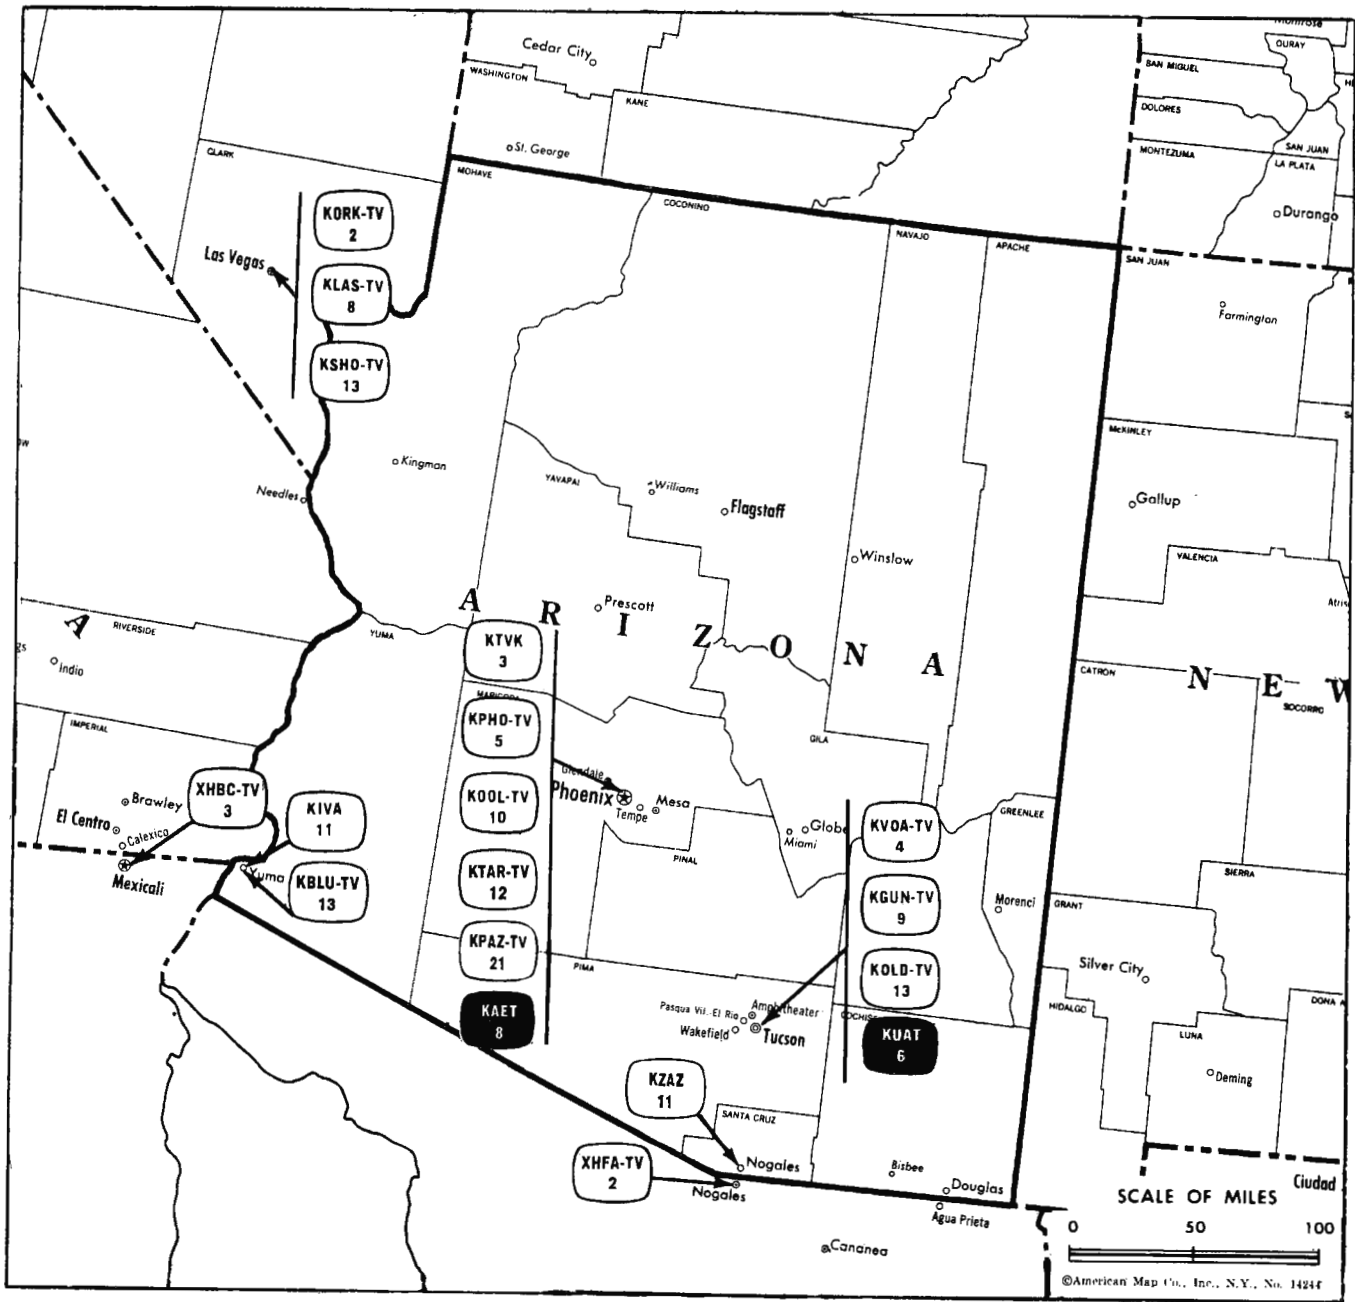 Cedar City
WASHINGTON
KANE
St. George
MOHAVE
COCONINO
NAVAJO
APACHE
Montrose
OURAY
SAN MIGUEL
DOLORES
SAN JUAN
MONTEZUMA
LA PLATA
Durango
SAN JUAN
Farmington
CLARK
KORK-TV
2
Las Vegas
KLAS-TV
8
KSHO-TV
13
Kingman
Needles
YAVAPAI
Williams
Flagstaff
Winslow
McKINLEY
Gallup
VALENCIA
Prescott
A R I Z O N A
YUMA
A
RIVERSIDE
Indio
IMPERIAL
CATRON
N E W
SOCORRO
KTVK
3
MARICOPA
KPHO-TV
5
KOOL-TV
10
KTAR-TV
12
KPAZ-TV
21
KAET
8
Glendale
Phoenix
Mesa
Tempe
PINAL
GILA
Globe
Miami
GREENLEE
Morenci
XHBC-TV
3
KIVA
11
KBLU-TV
13
Brawley
El Centro
Calexico
Mexicali
Yuma
KVOA-TV
4
KGUN-TV
9
KOLD-TV
13
KUAT
6
SIERRA
GRANT
Silver City
HIDALGO
DONA A
LUNA
Deming
PIMA
Amphitheater
Pasqua Vil.-El Rio
Wakefield
Tucson
COCHIS
KZAZ
11
SANTA CRUZ
XHFA-TV
2
Nogales
Nogales
Bisbee
Douglas
Agua Prieta
Cananea
Ciudad
SCALE OF MILES
0 50 100
©American Map Co., Inc., N.Y., No. 14244